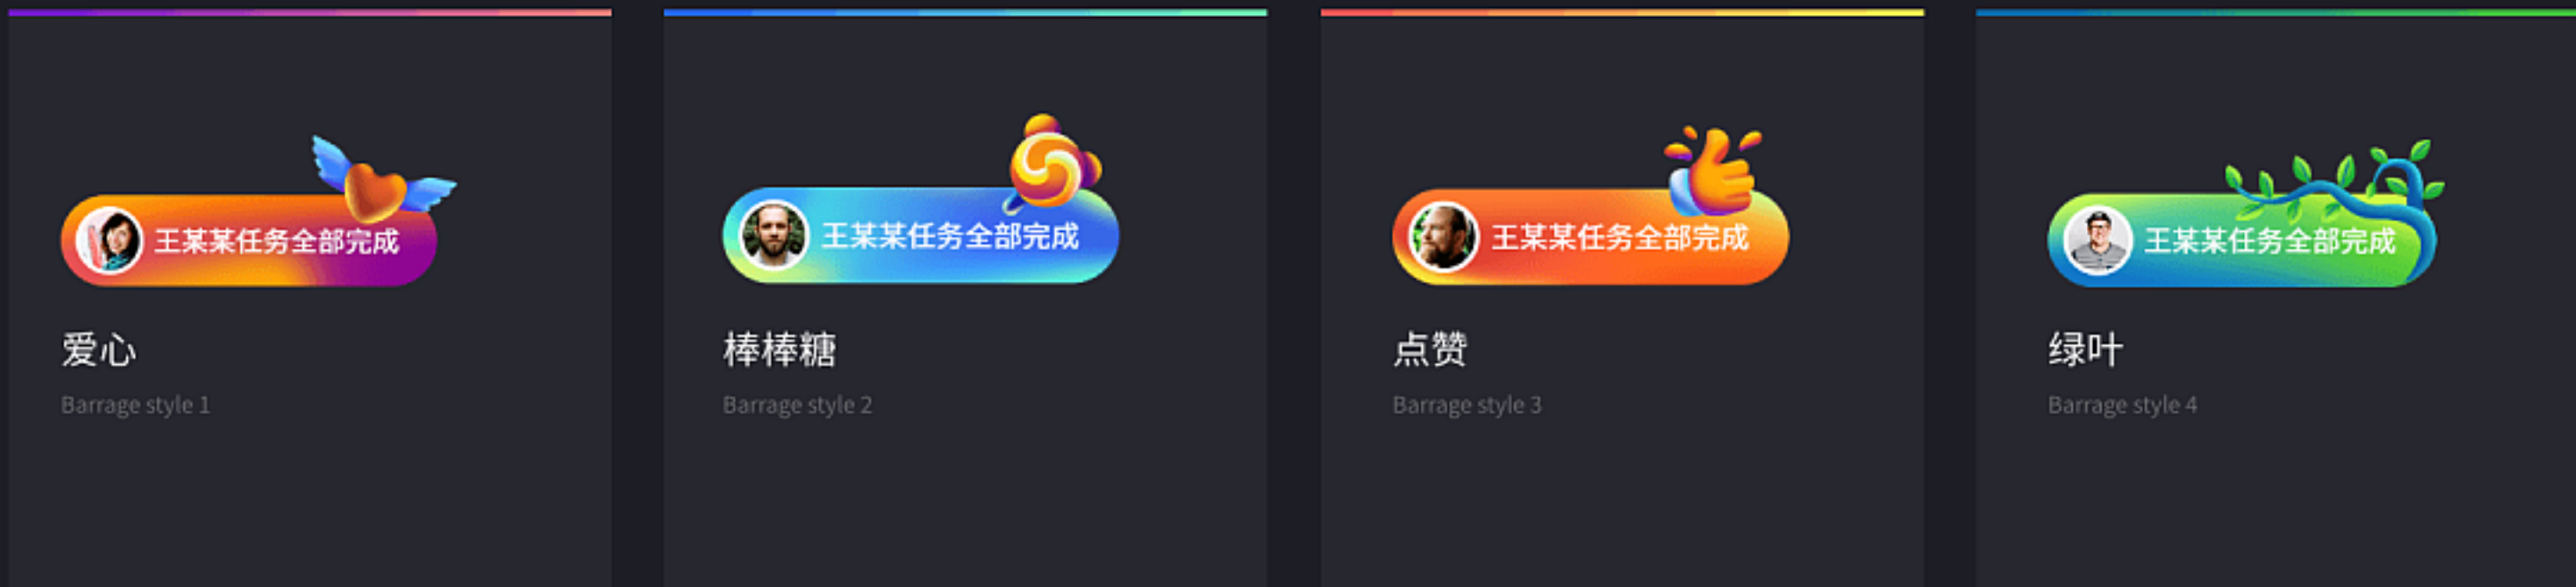 王某某任务全部完成
爱心
Barrage style 1
王某某任务全部完成
棒棒糖
Barrage style 2
王某某任务全部完成
点赞
Barrage style 3
王某某任务全部完成
绿叶
Barrage style 4